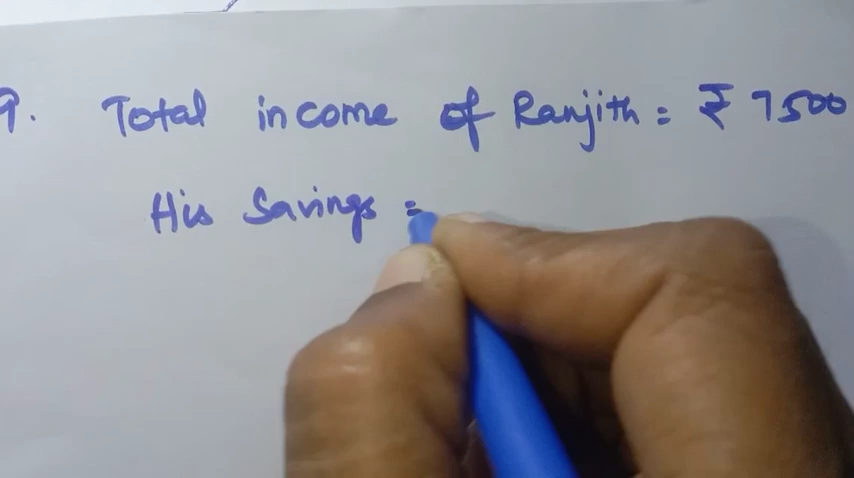 9. Total income of Ranjith = ₹ 7500
His Savings =